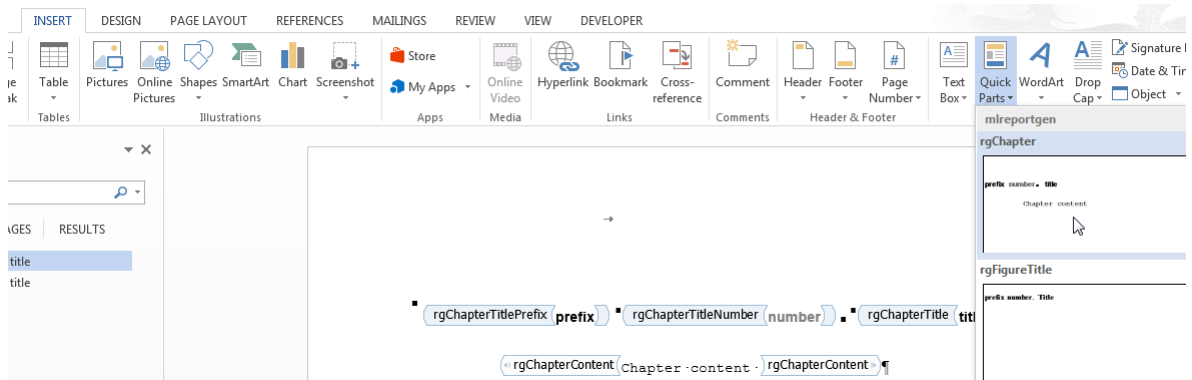 INSERT DESIGN PAGE LAYOUT REFERENCES MAILINGS REVIEW VIEW DEVELOPER
Table
Pictures Online Pictures Shapes SmartArt Chart Screenshot
Store
My Apps
Online Video
Hyperlink Bookmark Cross-reference
Comment
Header Footer Page Number
Text Box Quick Parts WordArt Drop Cap
Date & Tin
Signature
Object
Tables Illustrations Apps Media Links Comments Header & Footer
mlreportgen
rgChapter
prefix number. title
Chapter content
rgFigureTitle
prefix number. Title
AGES RESULTS
title
title
rgChapterTitlePrefix prefix rgChapterTitleNumber number . rgChapterTitle titl
rgChapterContent Chapter·content· rgChapterContent ¶